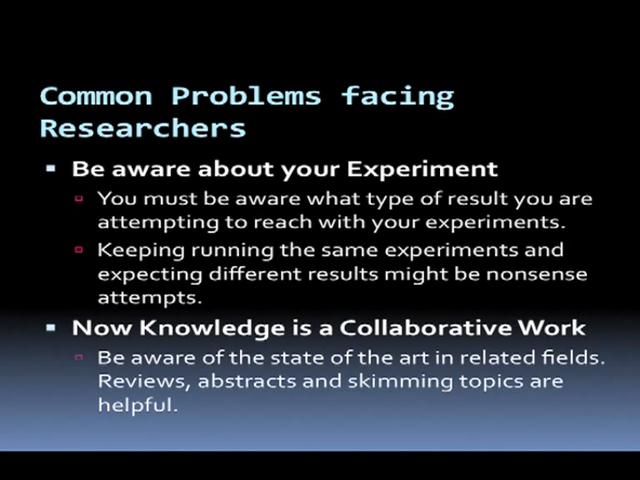 Common Problems facing
Researchers
Be aware about your Experiment
You must be aware what type of result you are
attempting to reach with your experiments.
Keeping running the same experiments and
expecting different results might be nonsense
attempts.
Now Knowledge is a Collaborative Work
Be aware of the state of the art in related fields.
Reviews, abstracts and skimming topics are
helpful.